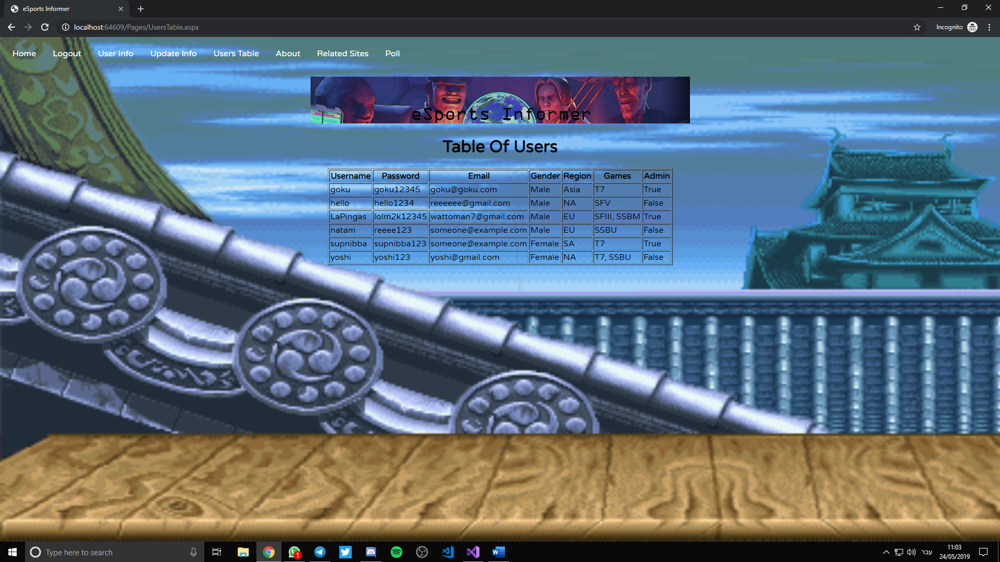 eSports Informer
localhost:64609/Pages/UsersTable.aspx
Incognito
Home Logout User Info Update Info Users Table About Related Sites Poll
eSports Informer
Table Of Users
Username Password Email Gender Region Games Admin
goku goku12345 goku@goku.com Male Asia T7 True
hello hello1234 reeeeee@gmail.com Male NA SFV False
LaPingas lolm2k12345 wattoman7@gmail.com Male EU SFIII, SSBM True
natam reeee123 someone@example.com Male EU SSBU False
supnibba supnibba123 someone@example.com Female SA T7 True
yoshi yoshi123 yoshi@gmail.com Female NA T7, SSBU False
Type here to search
1
עבר
11:03
24/05/2019